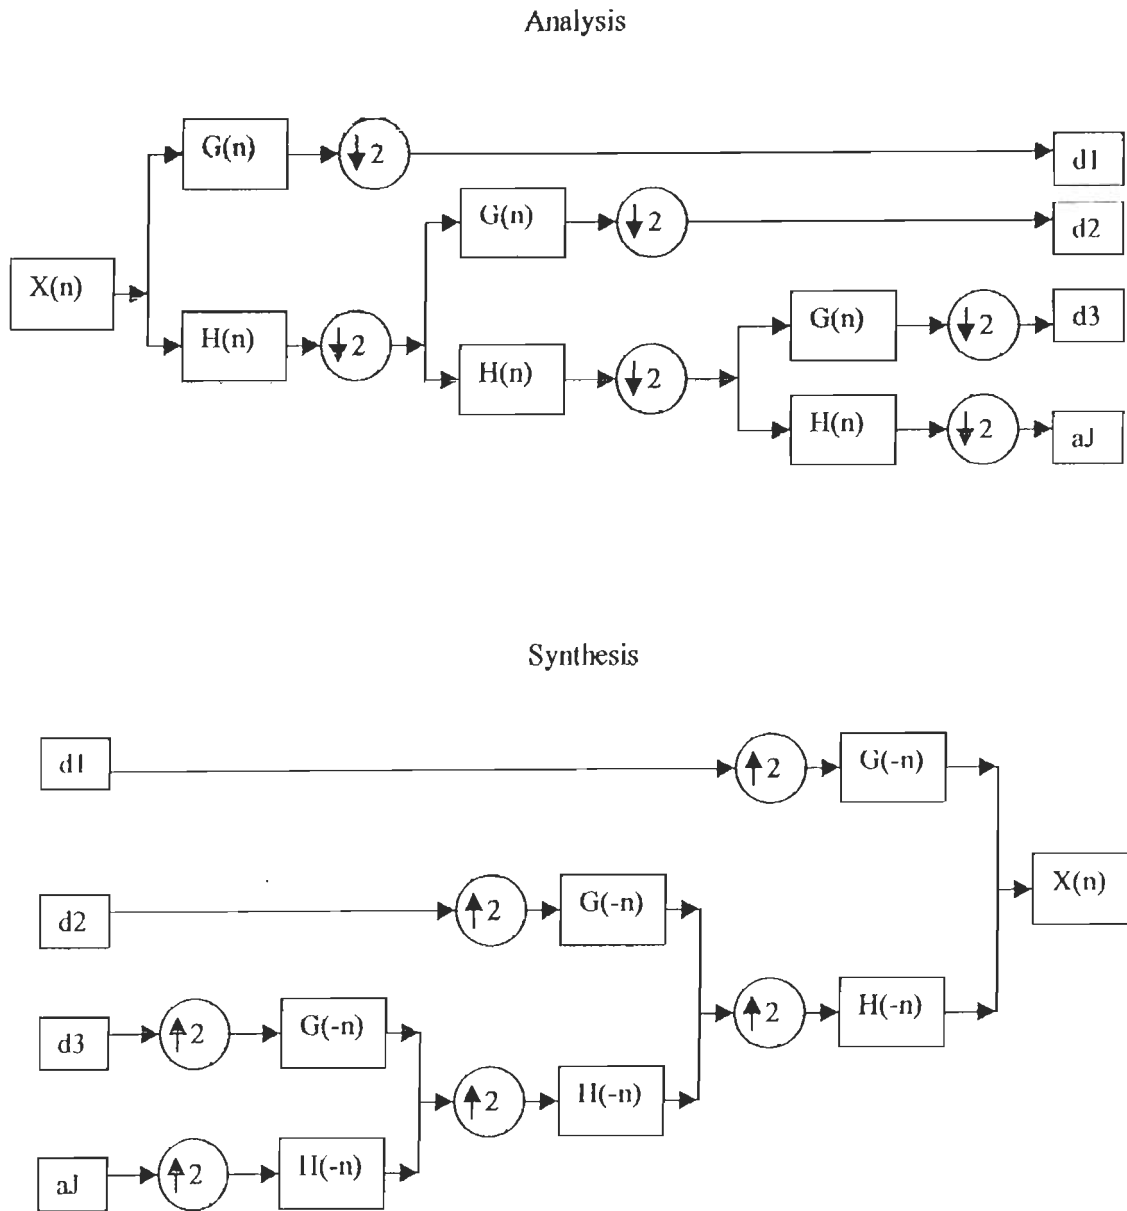 Analysis
G(n)
↓2
d1
G(n)
↓2
d2
X(n)
H(n)
↓2
G(n)
↓2
d3
H(n)
↓2
H(n)
↓2
aJ
Synthesis
d1
↑2
G(-n)
X(n)
d2
↑2
G(-n)
↑2
H(-n)
d3
↑2
G(-n)
↑2
H(-n)
aJ
↑2
H(-n)